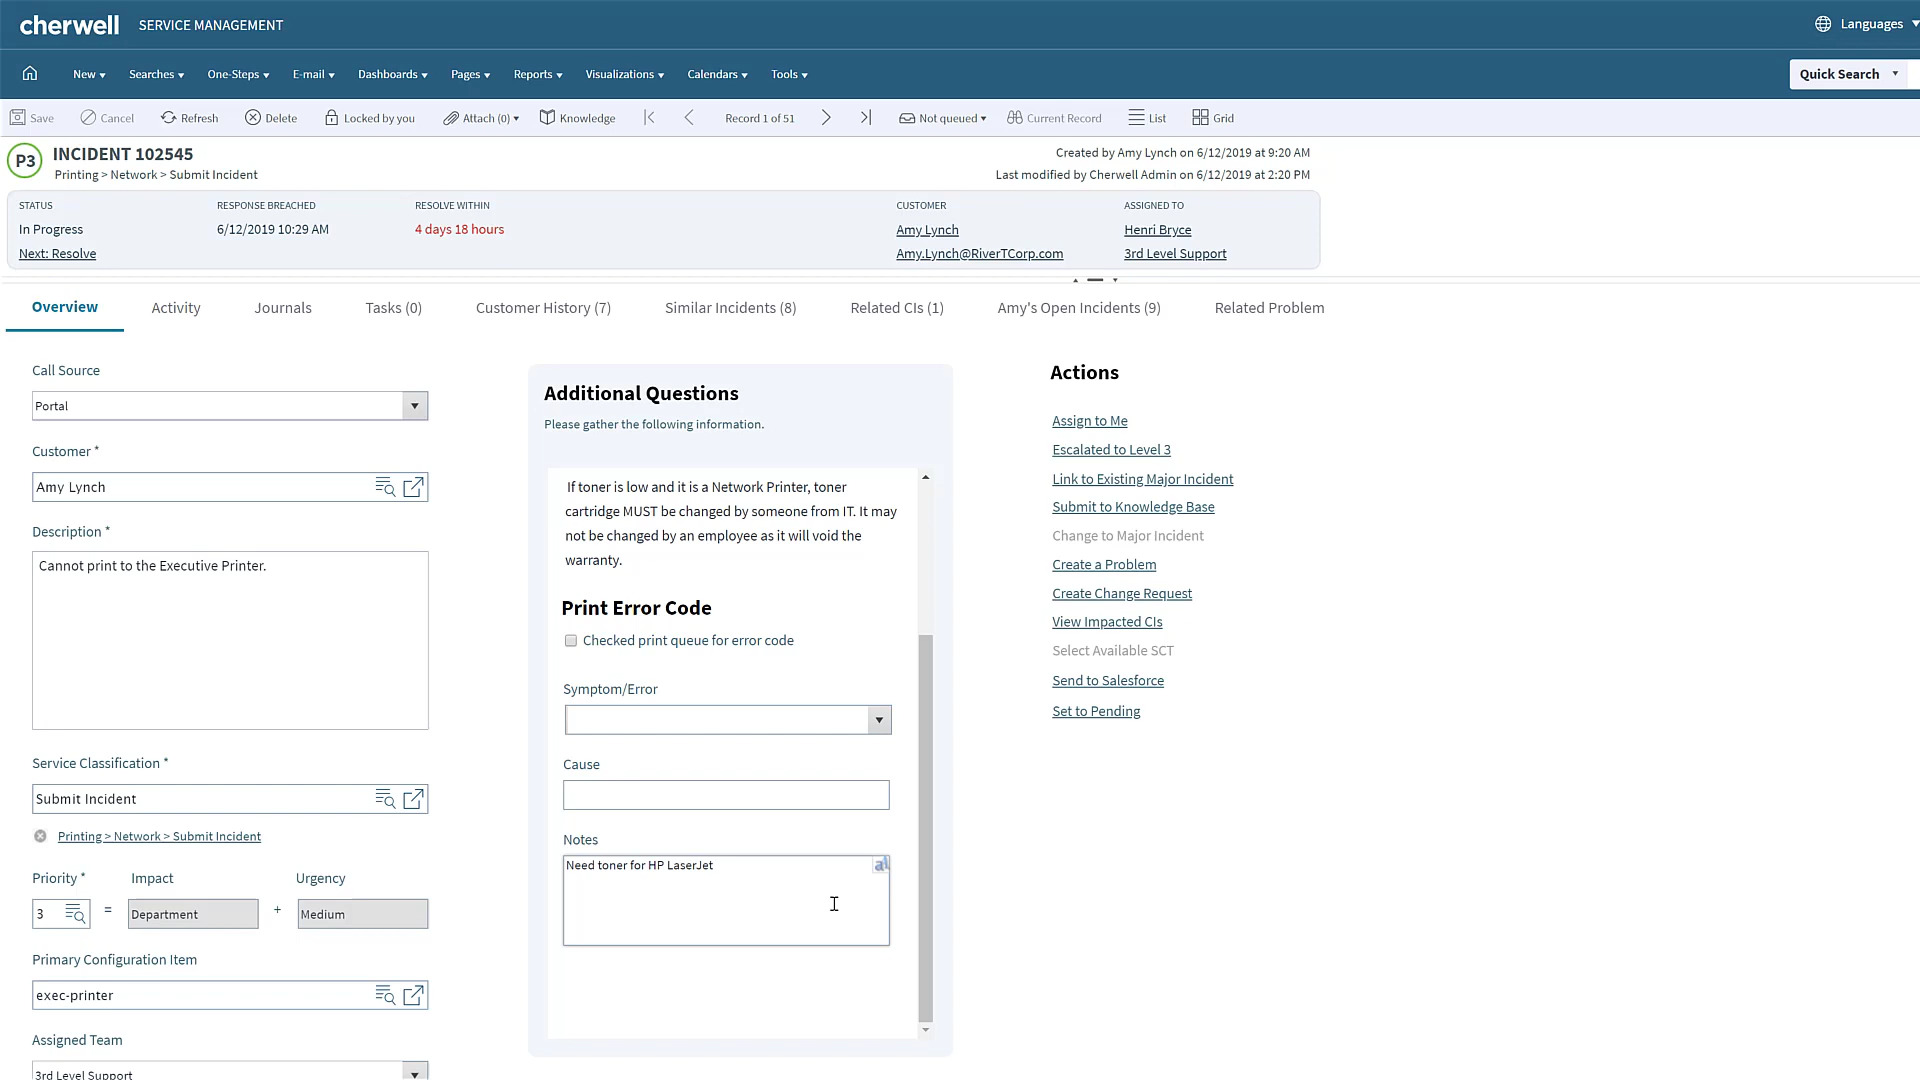 cherwell SERVICE MANAGEMENT
Languages
New Searches One-Steps E-mail Dashboards Pages Reports Visualizations Calendars Tools
Quick Search
Save Cancel Refresh Delete Locked by you Attach (0) Knowledge Record 1 of 51 Not queued Current Record List Grid
P3 INCIDENT 102545
Printing > Network > Submit Incident
Created by Amy Lynch on 6/12/2019 at 9:20 AM
Last modified by Cherwell Admin on 6/12/2019 at 2:20 PM
STATUS RESPONSE BREACHED RESOLVE WITHIN CUSTOMER ASSIGNED TO
In Progress 6/12/2019 10:29 AM 4 days 18 hours Amy Lynch Henri Bryce
Next: Resolve Amy.Lynch@RiverTCorp.com 3rd Level Support
Overview Activity Journals Tasks (0) Customer History (7) Similar Incidents (8) Related CIs (1) Amy's Open Incidents (9) Related Problem
Call Source
Portal
Customer *
Amy Lynch
Description *
Cannot print to the Executive Printer.
Service Classification *
Submit Incident
Printing > Network > Submit Incident
Priority * Impact Urgency
3 = Department + Medium
Primary Configuration Item
exec-printer
Assigned Team
3rd Level Support
Additional Questions
Please gather the following information.
If toner is low and it is a Network Printer, toner
cartridge MUST be changed by someone from IT. It may
not be changed by an employee as it will void the
warranty.
Print Error Code
Checked print queue for error code
Symptom/Error
Cause
Notes
Need toner for HP LaserJet
Actions
Assign to Me
Escalated to Level 3
Link to Existing Major Incident
Submit to Knowledge Base
Change to Major Incident
Create a Problem
Create Change Request
View Impacted CIs
Select Available SCT
Send to Salesforce
Set to Pending